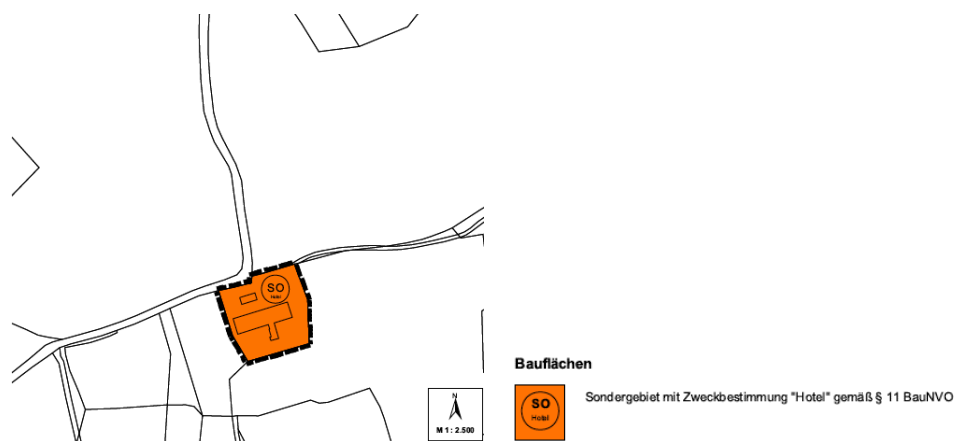 SO
Hotel
N
M 1 : 2.500
Bauflächen
SO
Hotel
Sondergebiet mit Zweckbestimmung "Hotel" gemäß § 11 BauNVO